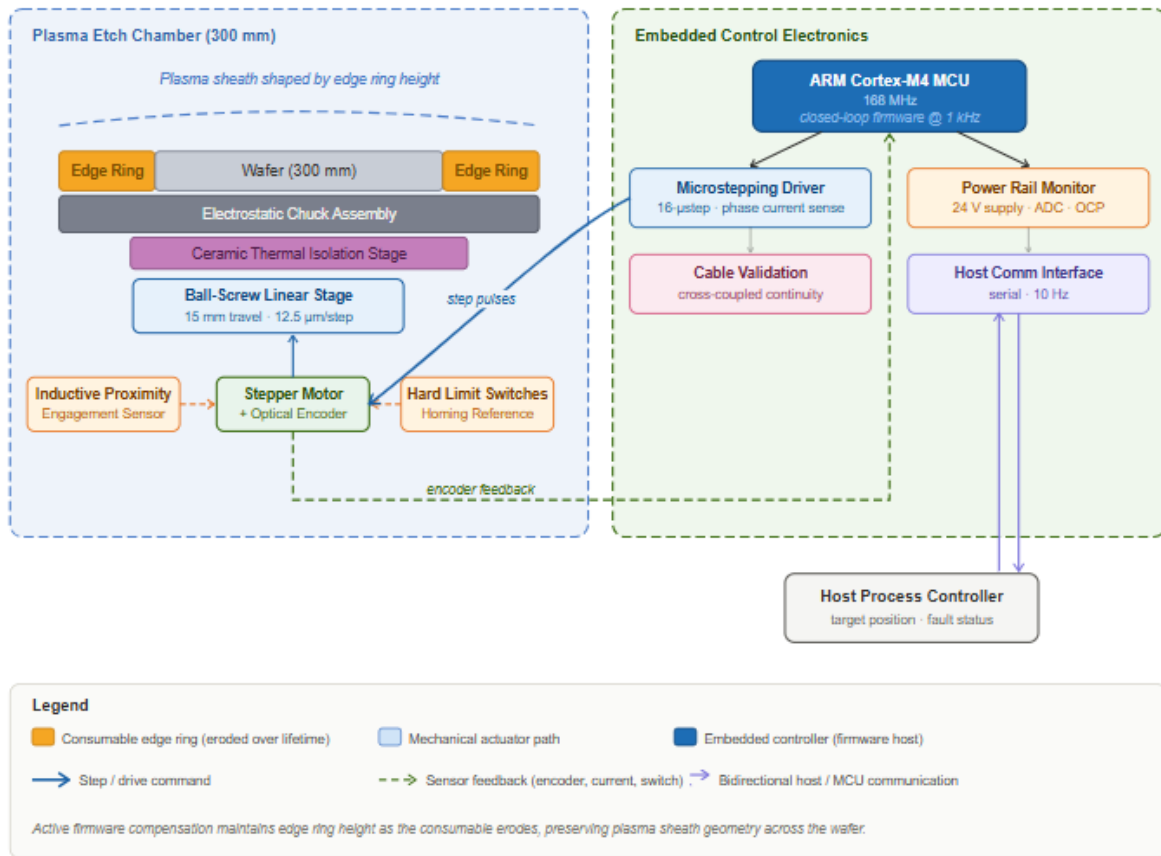 Plasma Etch Chamber (300 mm)
Plasma sheath shaped by edge ring height
Edge Ring
Wafer (300 mm)
Edge Ring
Electrostatic Chuck Assembly
Ceramic Thermal Isolation Stage
Ball-Screw Linear Stage
15 mm travel · 12.5 µm/step
step pulses
Inductive Proximity
Engagement Sensor
Stepper Motor
+ Optical Encoder
Hard Limit Switches
Homing Reference
encoder feedback
Embedded Control Electronics
ARM Cortex-M4 MCU
168 MHz
closed-loop firmware @ 1 kHz
Microstepping Driver
16-µstep · phase current sense
Power Rail Monitor
24 V supply · ADC · OCP
Cable Validation
cross-coupled continuity
Host Comm Interface
serial · 10 Hz
Host Process Controller
target position · fault status
Legend
Consumable edge ring (eroded over lifetime)
Mechanical actuator path
Embedded controller (firmware host)
Step / drive command
Sensor feedback (encoder, current, switch)
Bidirectional host / MCU communication
Active firmware compensation maintains edge ring height as the consumable erodes, preserving plasma sheath geometry across the wafer.